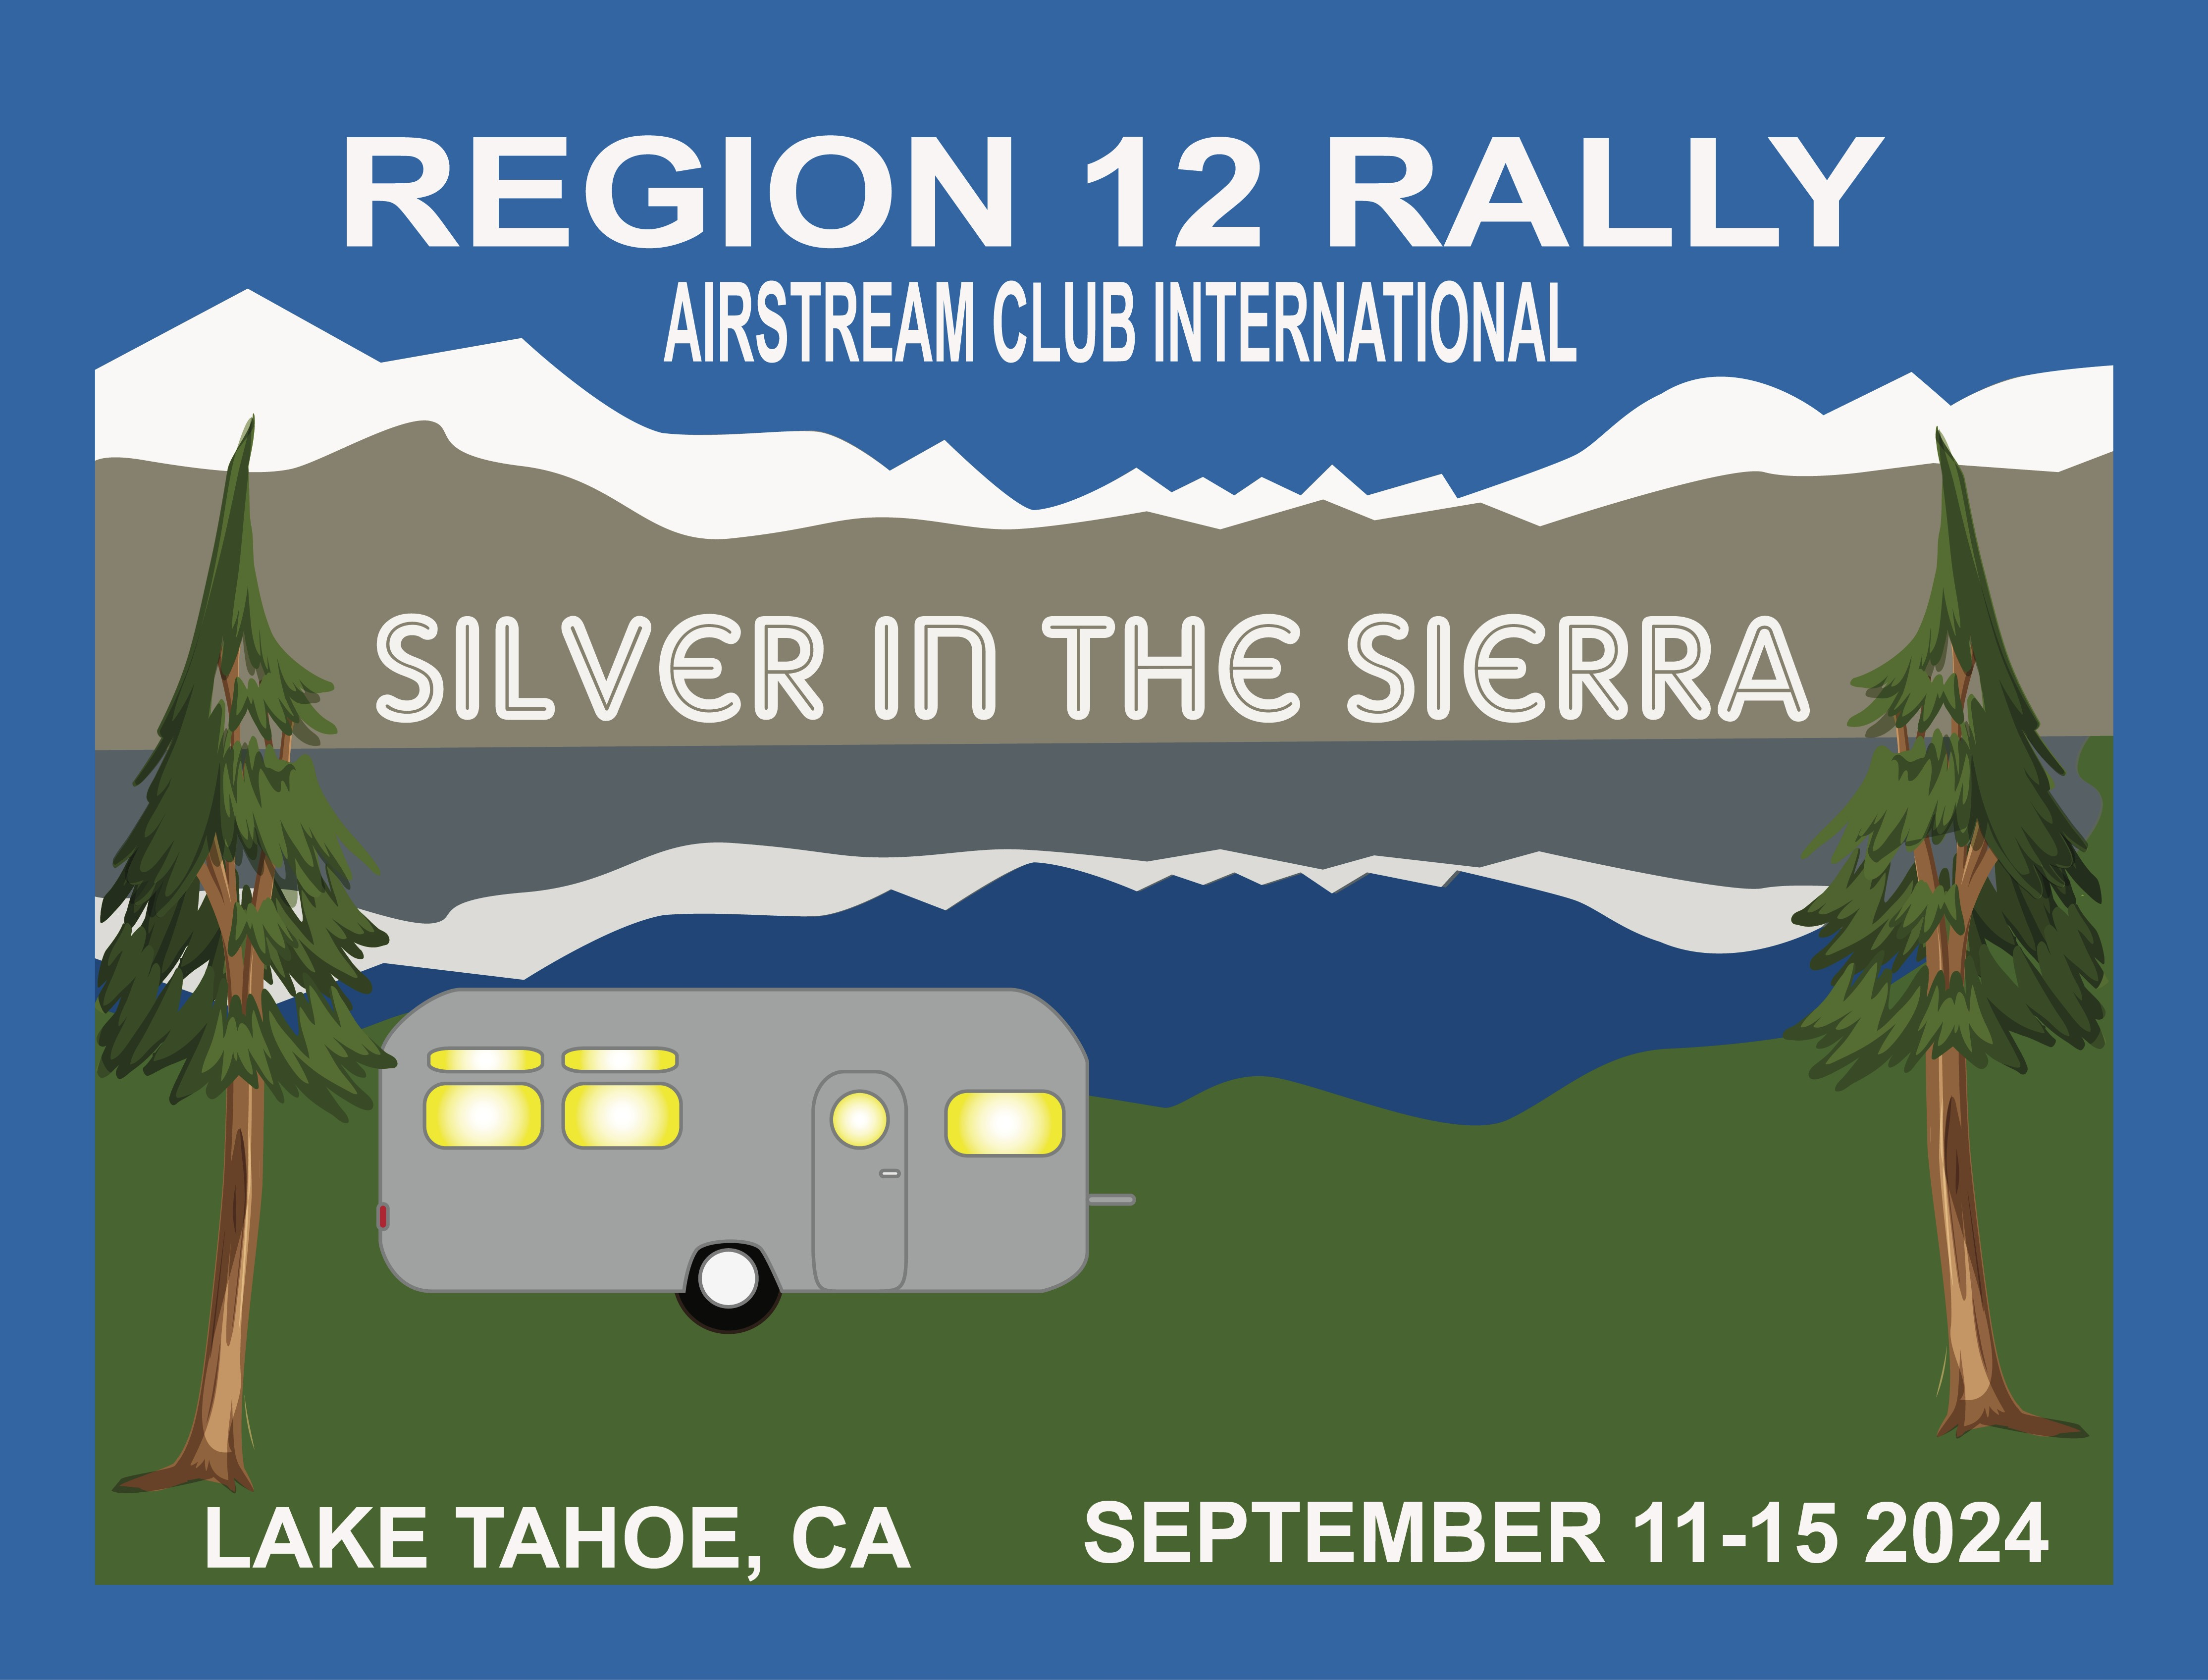 REGION 12 RALLY
AIRSTREAM CLUB INTERNATIONAL
SILVER IN THE SIERRA
LAKE TAHOE, CA SEPTEMBER 11-15 2024